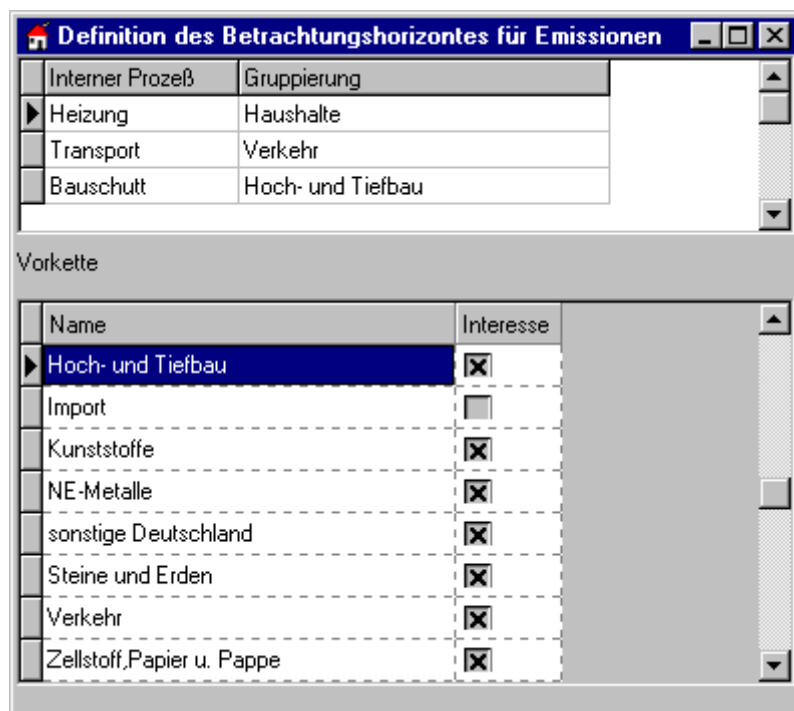 Definition des Betrachtungshorizontes für Emissionen
Interner Prozeß Gruppierung
Heizung Haushalte
Transport Verkehr
Bauschutt Hoch- und Tiefbau
Vorkette
Name Interesse
Hoch- und Tiefbau
Import
Kunststoffe
NE-Metalle
sonstige Deutschland
Steine und Erden
Verkehr
Zellstoff,Papier u. Pappe